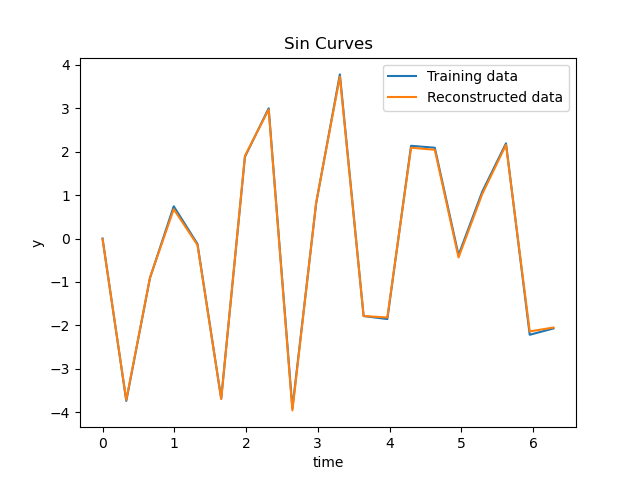 Sin Curves
Training data
Reconstructed data
4
3
2
1
0
−1
−2
−3
−4
y
0 1 2 3 4 5 6
time